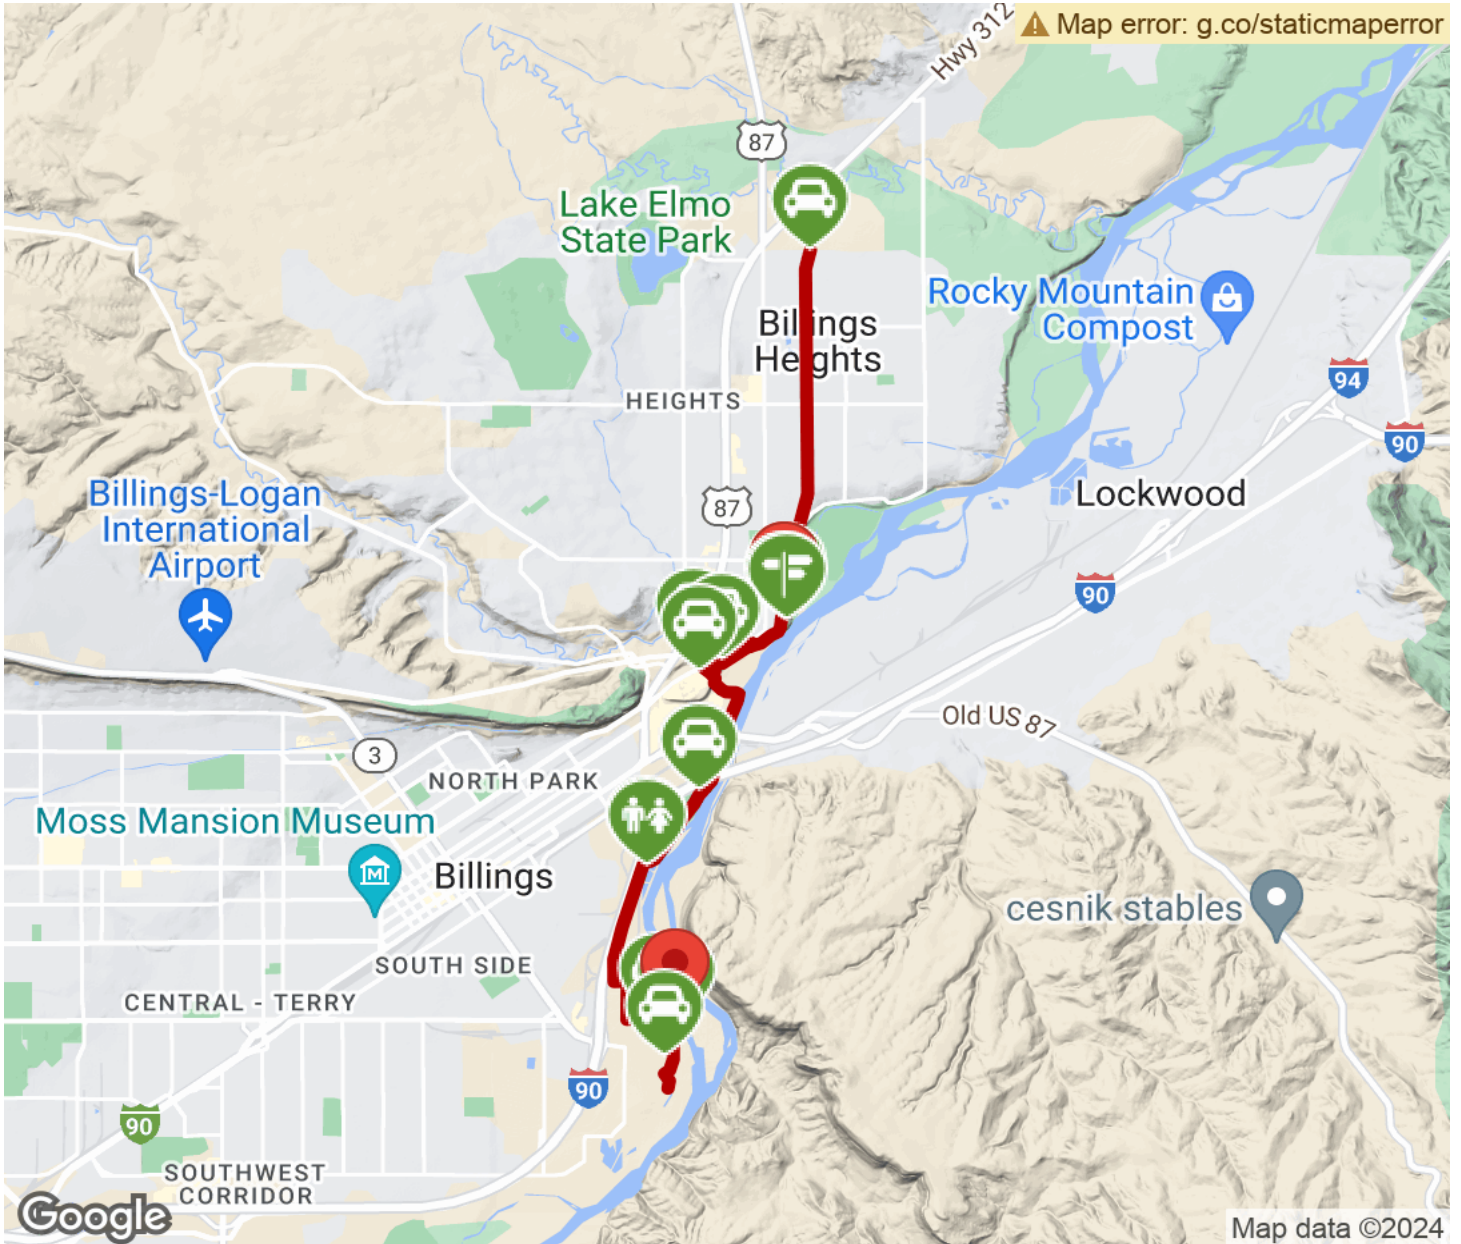 Map error: g.co/staticmaperror
Hwy 312
87
Lake Elmo
State Park
Rocky Mountain
Compost
Billings
Heights
94
HEIGHTS
90
Billings-Logan
International
Airport
87
Lockwood
90
Old US 87
3
NORTH PARK
Moss Mansion Museum
M
Billings
cesnik stables
SOUTH SIDE
CENTRAL - TERRY
90
90
SOUTHWEST
CORRIDOR
Google
Map data ©2024